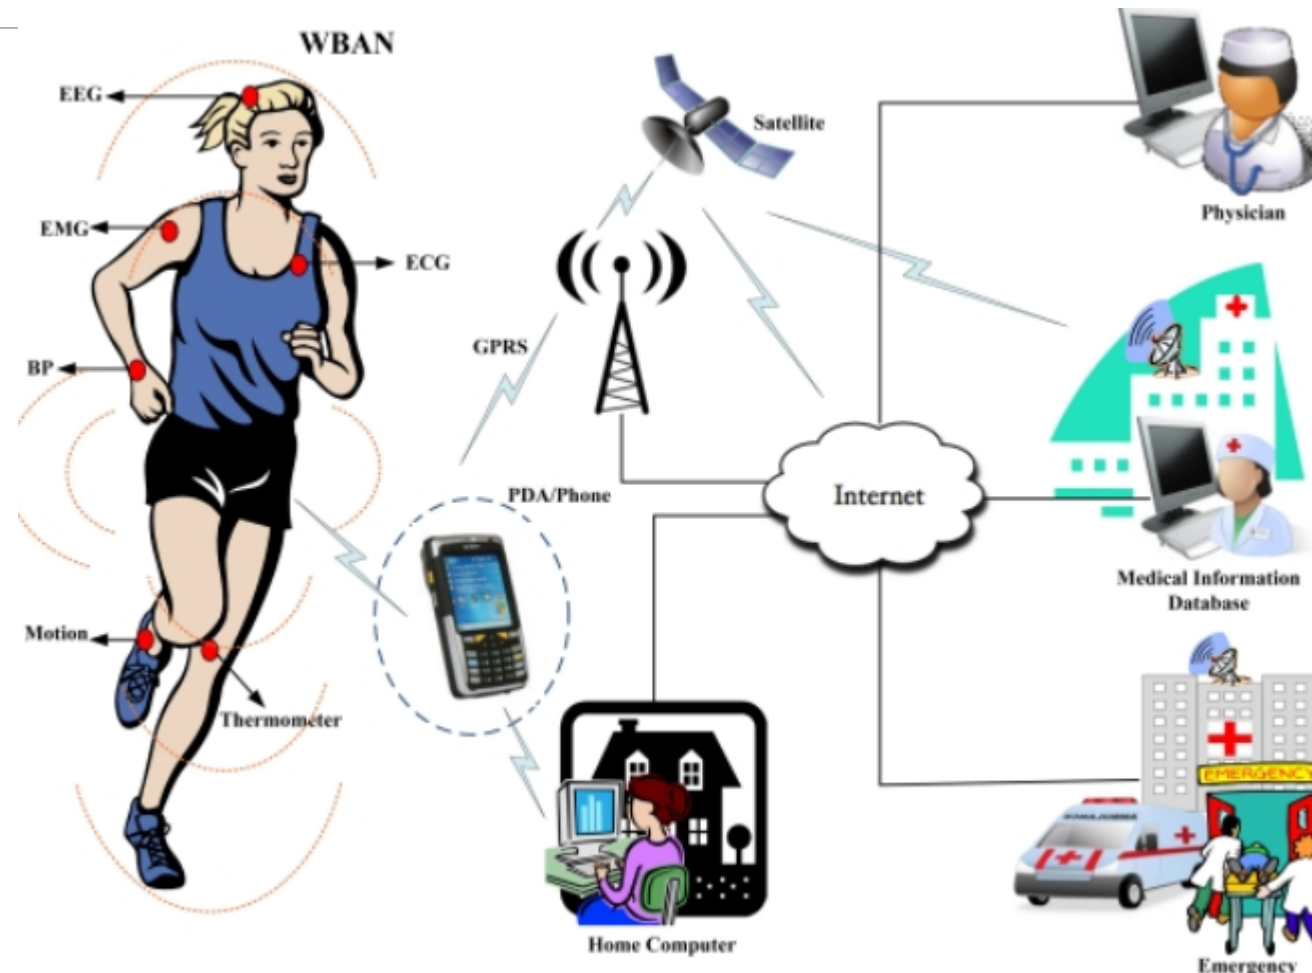 WBAN
EEG
EMG
ECG
BP
Motion
Thermometer
Satellite
GPRS
PDA/Phone
Internet
Home Computer
Physician
Medical Information
Database
EMERGENCY
Emergency